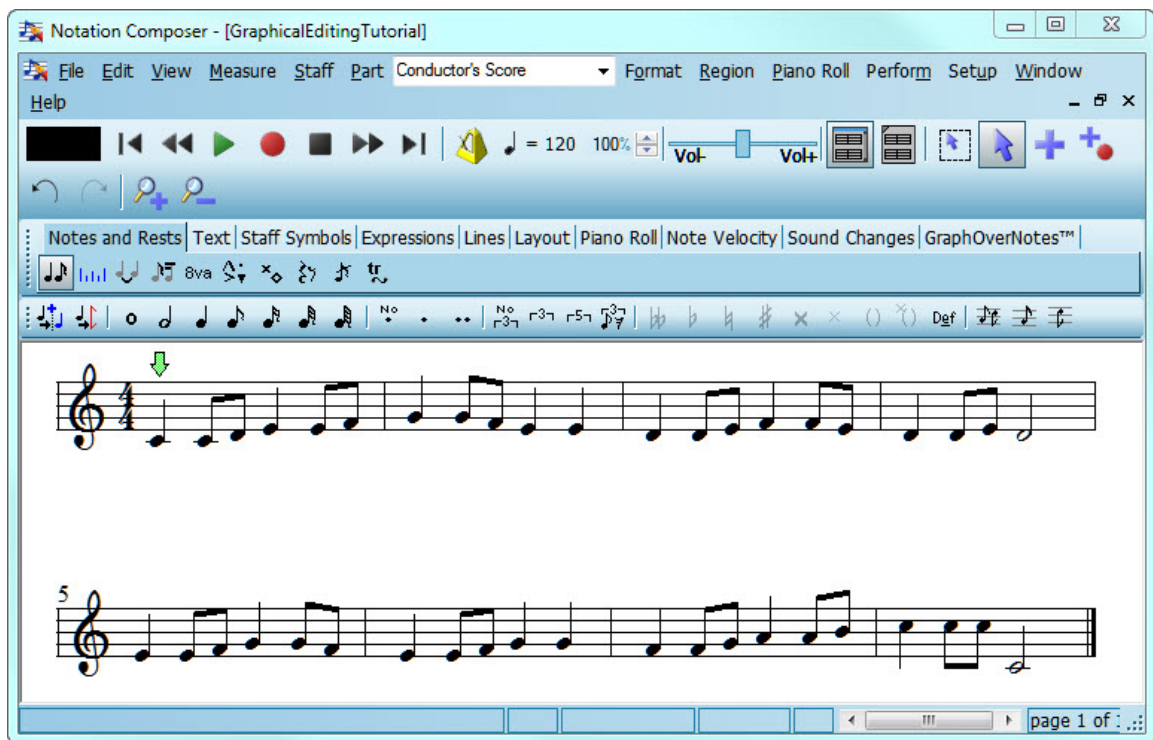 Notation Composer - [GraphicalEditingTutorial]
File Edit View Measure Staff Part Conductor's Score Format Region Piano Roll Perform Setup Window
Help
= 120 100% Vol- Vol+
Notes and Rests Text Staff Symbols Expressions Lines Layout Piano Roll Note Velocity Sound Changes GraphOverNotes™
8va tr
No No 3 3 5 3 Def
4
4
5
page 1 of